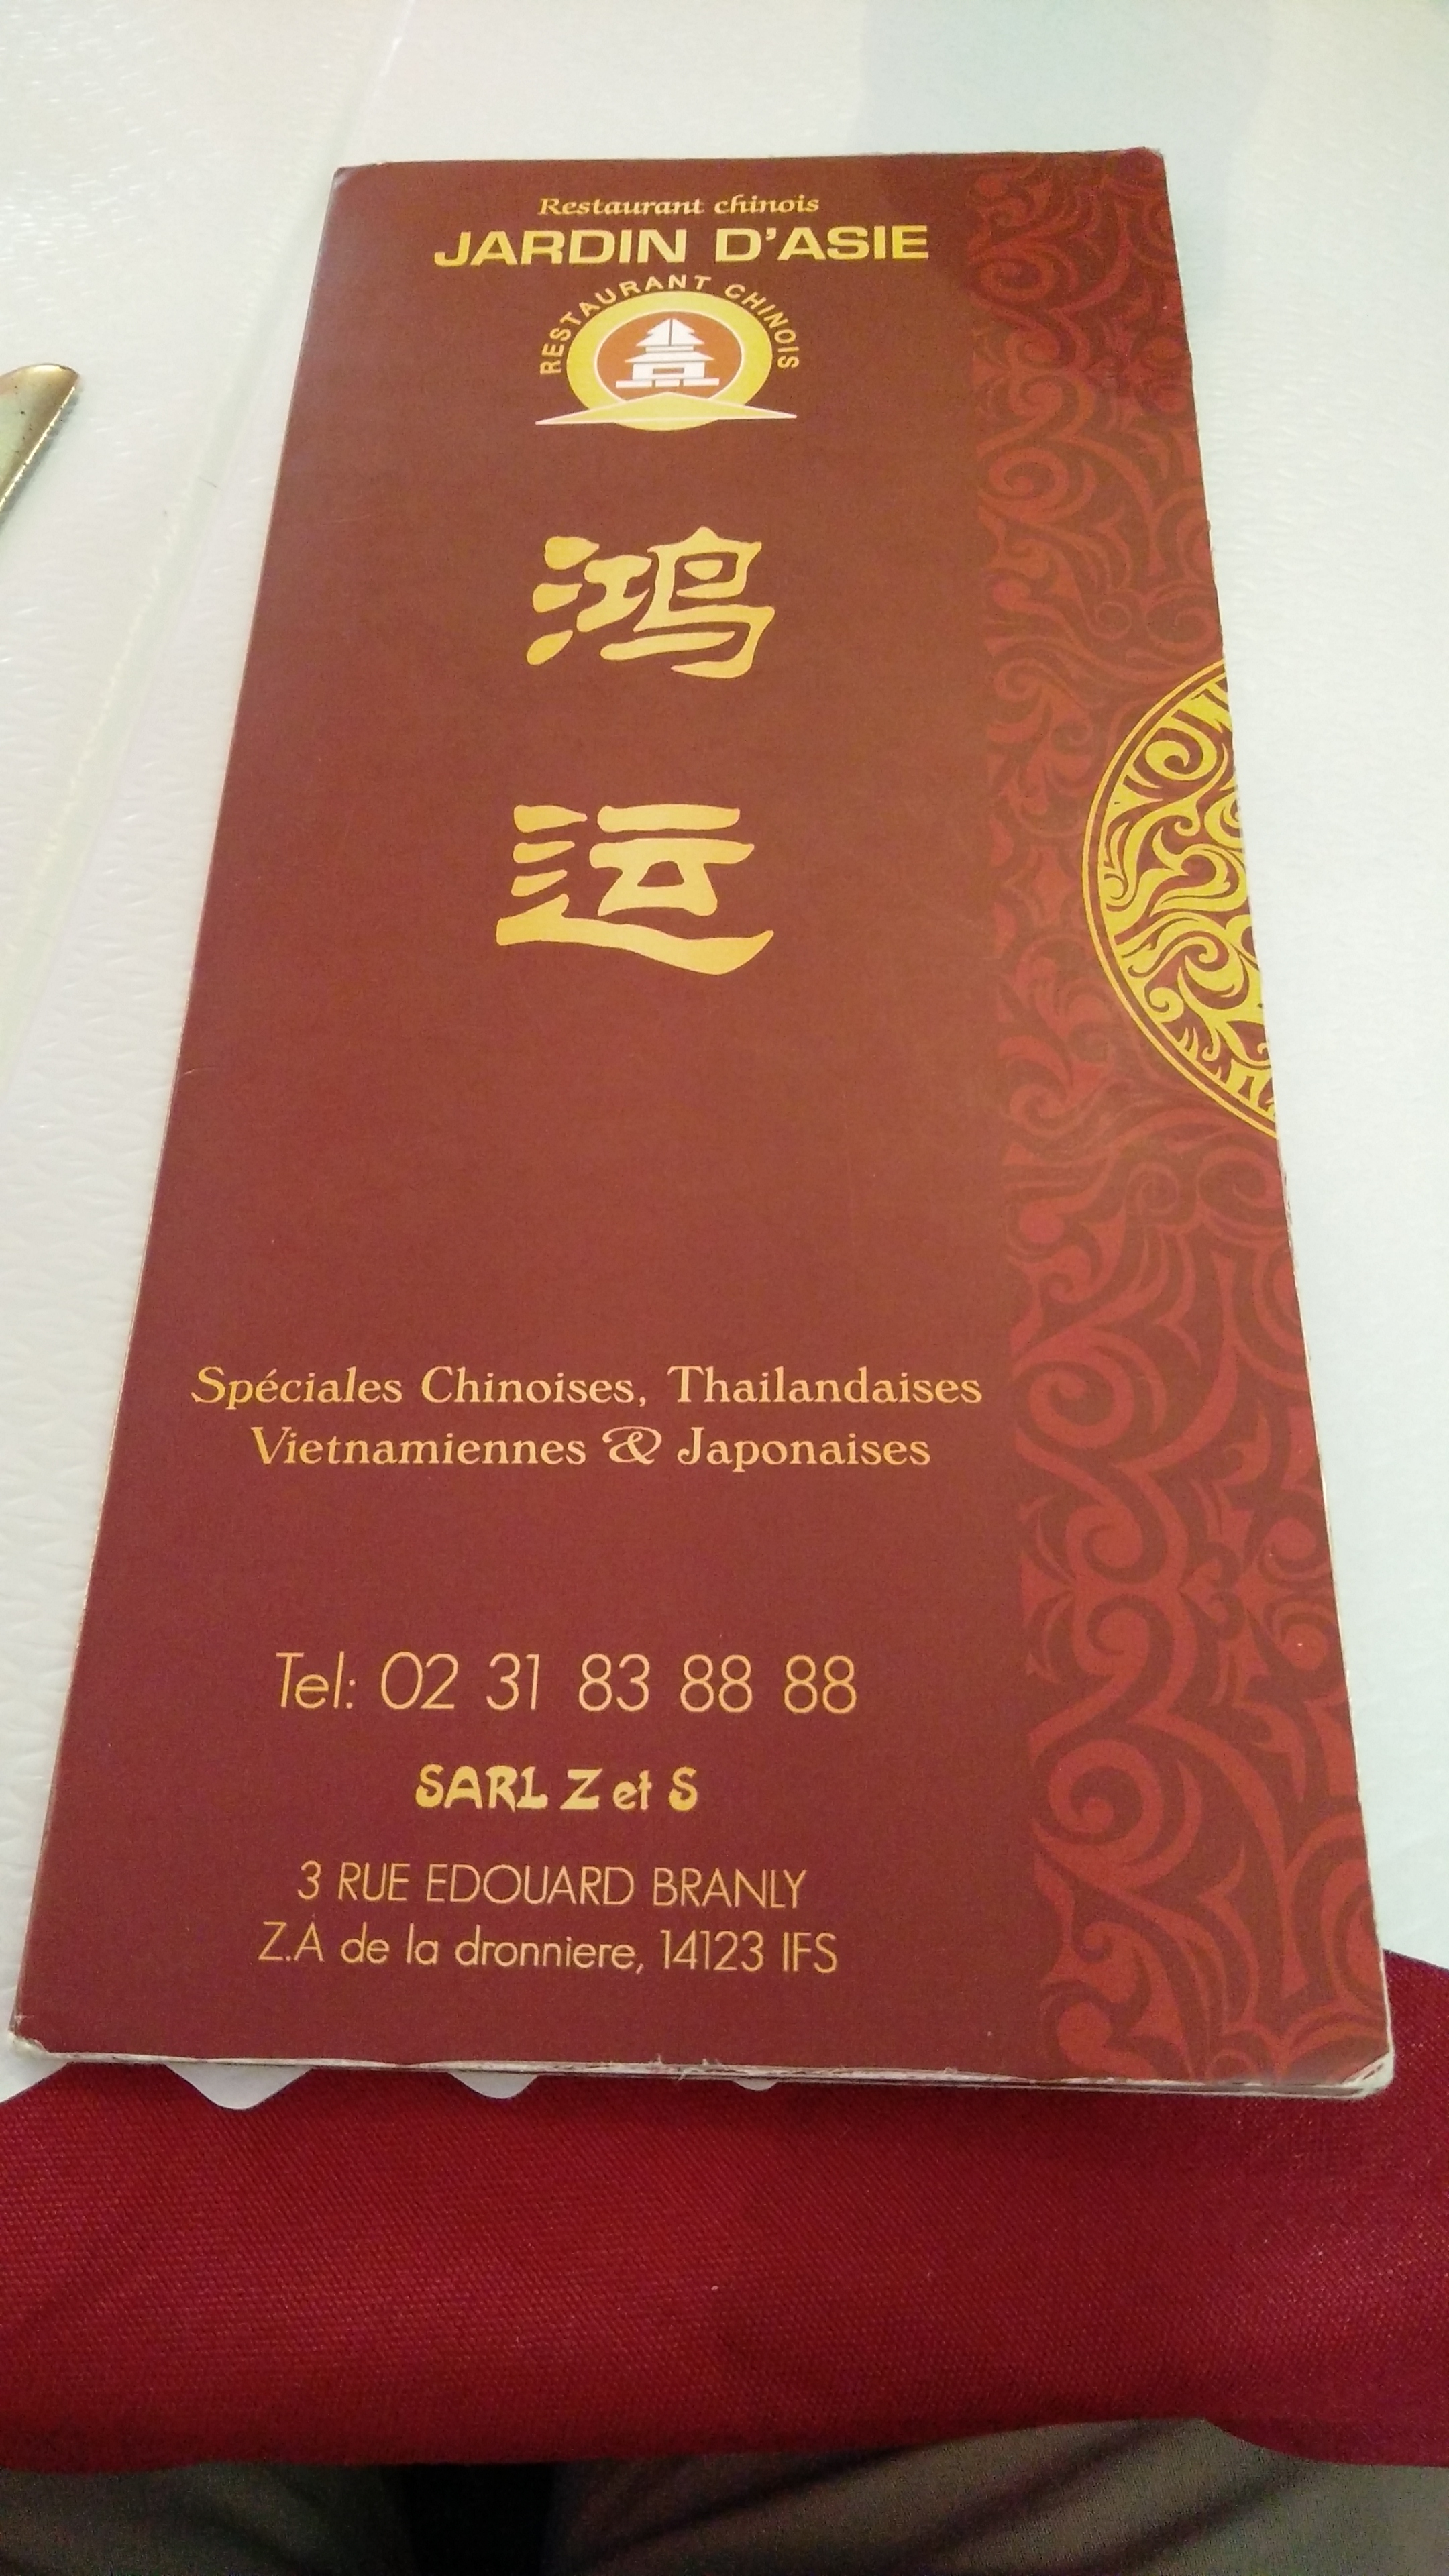 Restaurant chinois
JARDIN D'ASIE
RESTAURANT CHINOIS
鸿
运
Spéciales Chinoises, Thailandaises
Vietnamiennes & Japonaises
Tel: 02 31 83 88 88
SARL Z et S
3 RUE EDOUARD BRANLY
Z.A de la dronniere, 14123 IFS